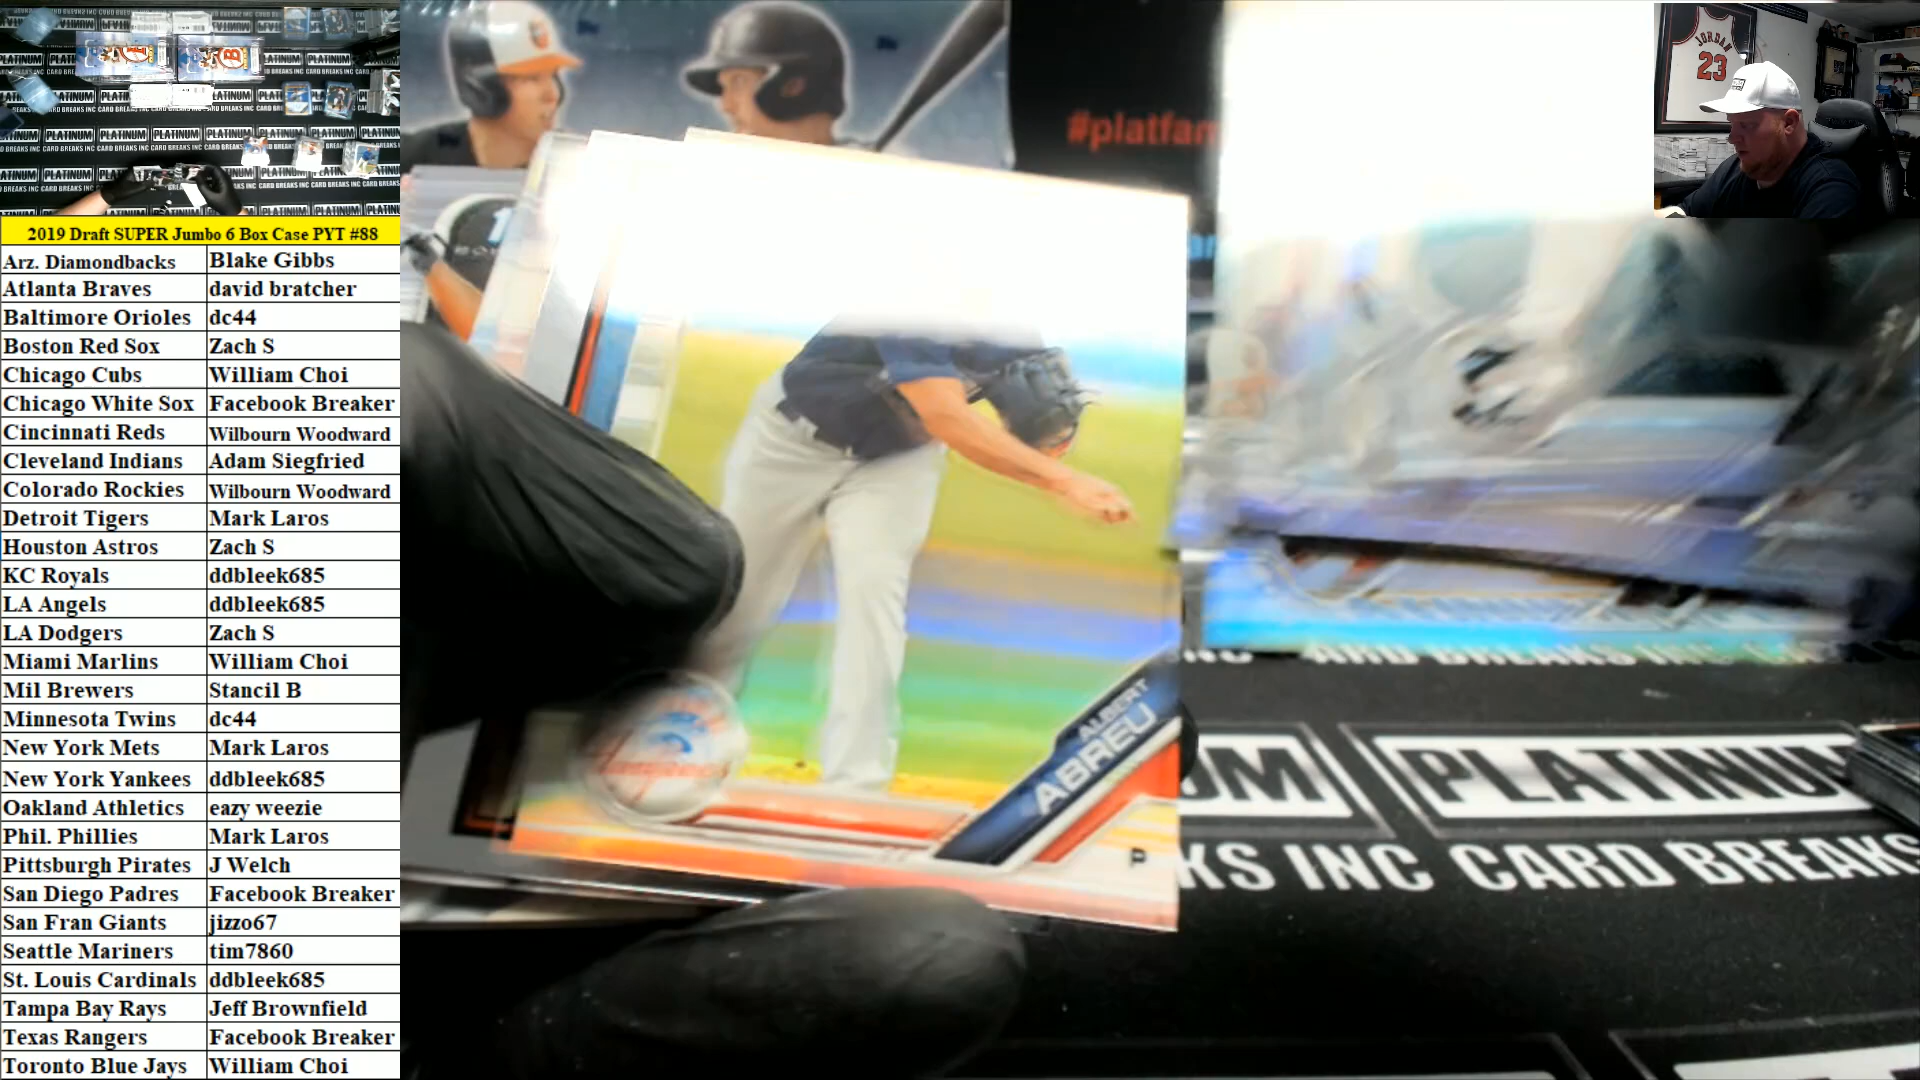 2019 Draft SUPER Jumbo 6 Box Case PYT #88
Arz. Diamondbacks Blake Gibbs
Atlanta Braves david bratcher
Baltimore Orioles dc44
Boston Red Sox Zach S
Chicago Cubs William Choi
Chicago White Sox Facebook Breaker
Cincinnati Reds Wilbourn Woodward
Cleveland Indians Adam Siegfried
Colorado Rockies Wilbourn Woodward
Detroit Tigers Mark Laros
Houston Astros Zach S
KC Royals ddbleek685
LA Angels ddbleek685
LA Dodgers Zach S
Miami Marlins William Choi
Mil Brewers Stancil B
Minnesota Twins dc44
New York Mets Mark Laros
New York Yankees ddbleek685
Oakland Athletics eazy weezie
Phil. Phillies Mark Laros
Pittsburgh Pirates J Welch
San Diego Padres Facebook Breaker
San Fran Giants jizzo67
Seattle Mariners tim7860
St. Louis Cardinals ddbleek685
Tampa Bay Rays Jeff Brownfield
Texas Rangers Facebook Breaker
Toronto Blue Jays William Choi
#platfam
JORDAN
23
ALBERT
ABREU
P
PLATINUM
INC CARD BREAKS